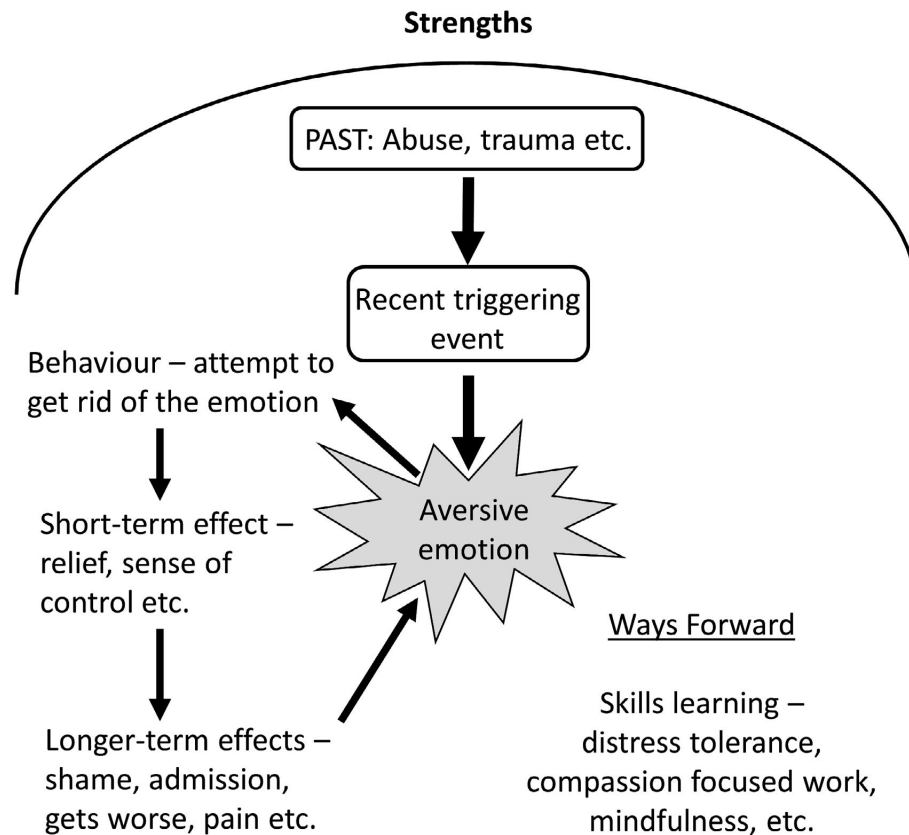 Strengths
PAST: Abuse, trauma etc.
Recent triggering
event
Behaviour – attempt to
get rid of the emotion
Aversive
emotion
Short-term effect –
relief, sense of
control etc.
Longer-term effects –
shame, admission,
gets worse, pain etc.
Ways Forward
Skills learning –
distress tolerance,
compassion focused work,
mindfulness, etc.